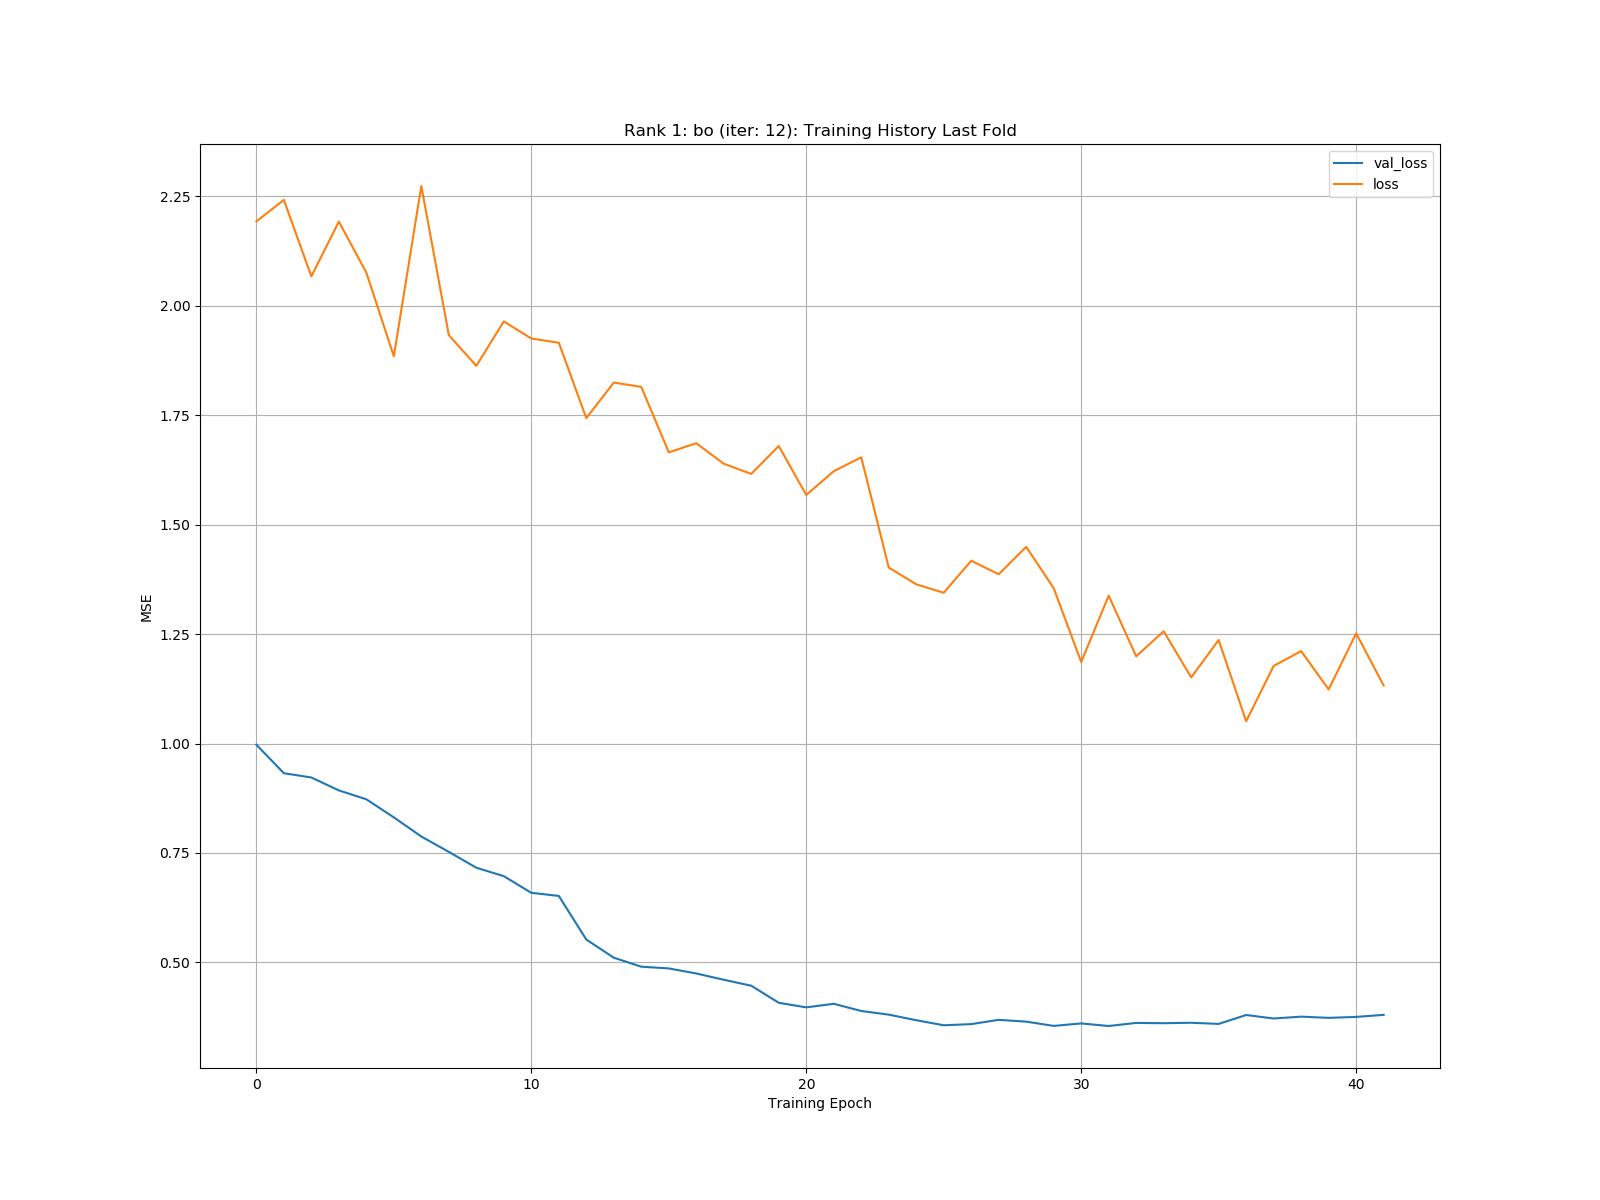 Rank 1: bo (iter: 12): Training History Last Fold
val_loss
loss
2.25
2.00
1.75
1.50
1.25
1.00
0.75
0.50
MSE
0 10 20 30 40
Training Epoch